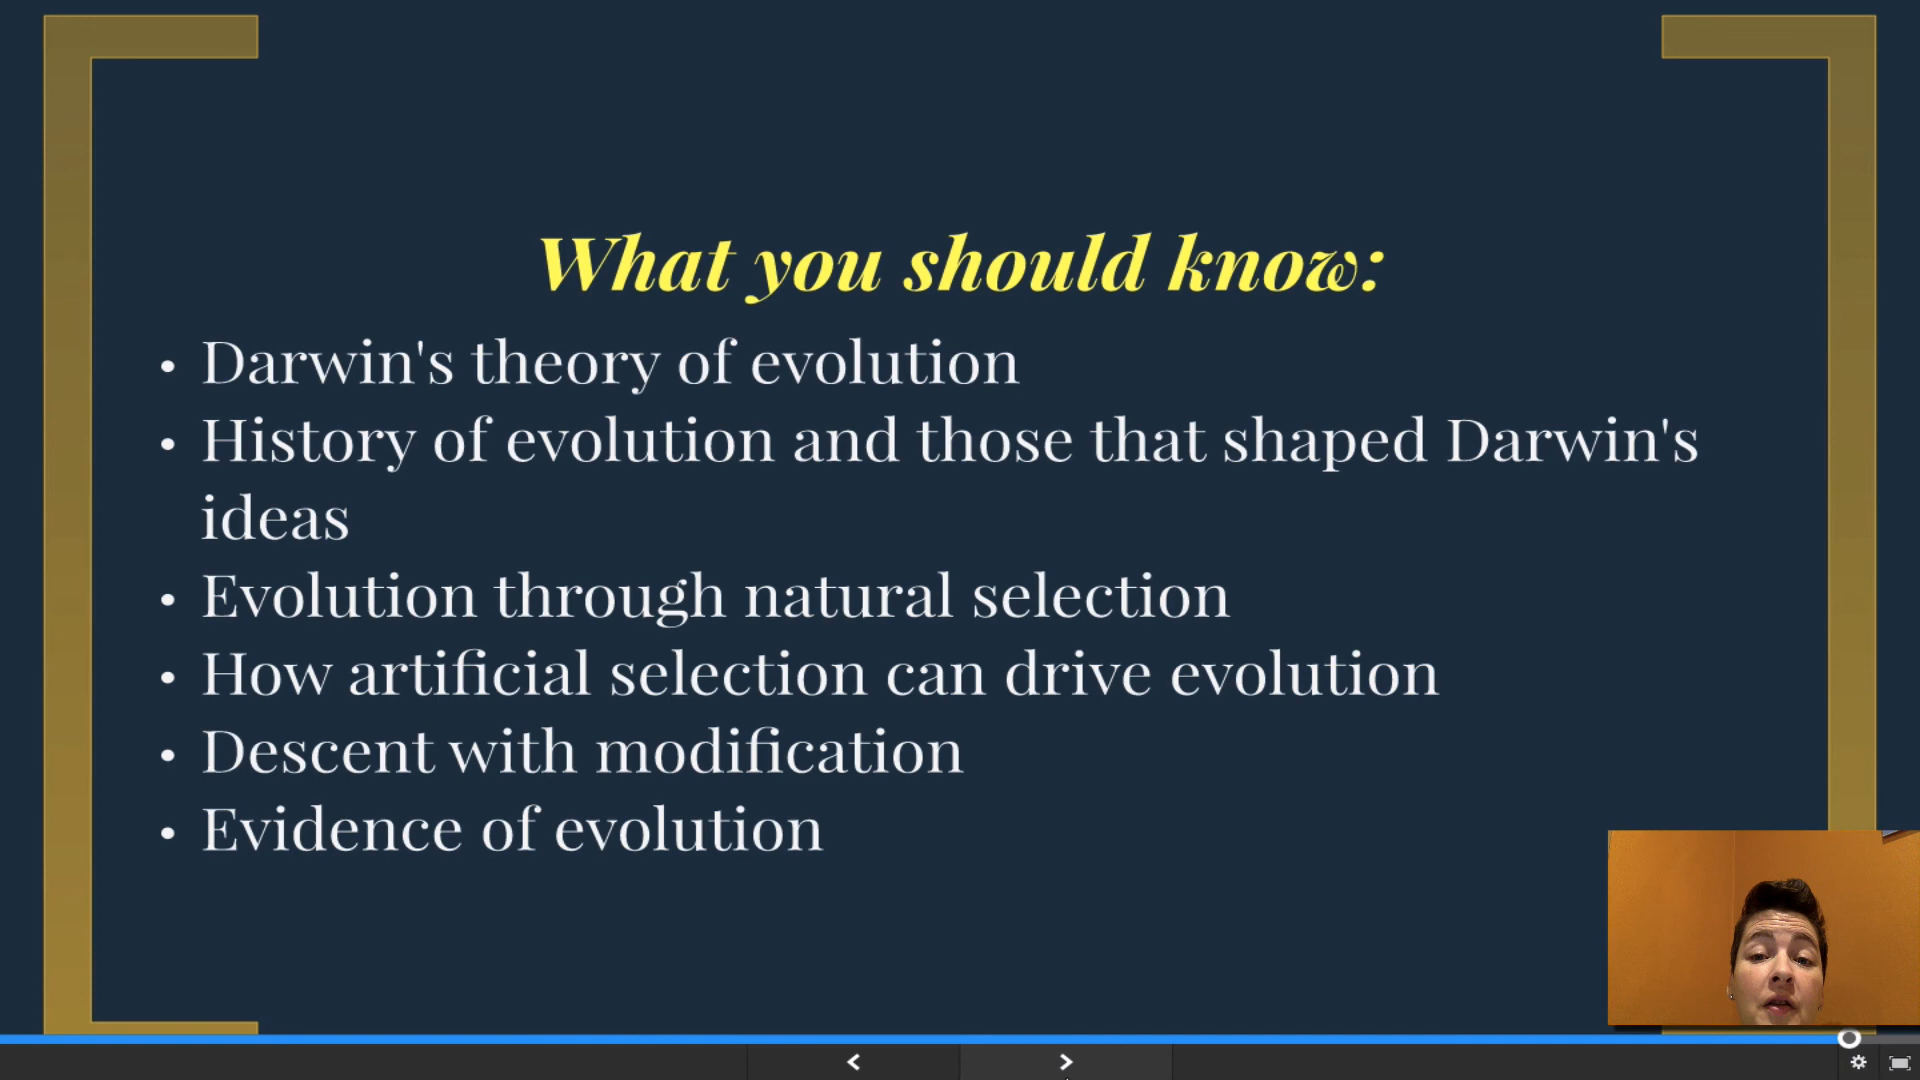 What you should know:
• Darwin's theory of evolution
• History of evolution and those that shaped Darwin's
ideas
• Evolution through natural selection
• How artificial selection can drive evolution
• Descent with modification
• Evidence of evolution